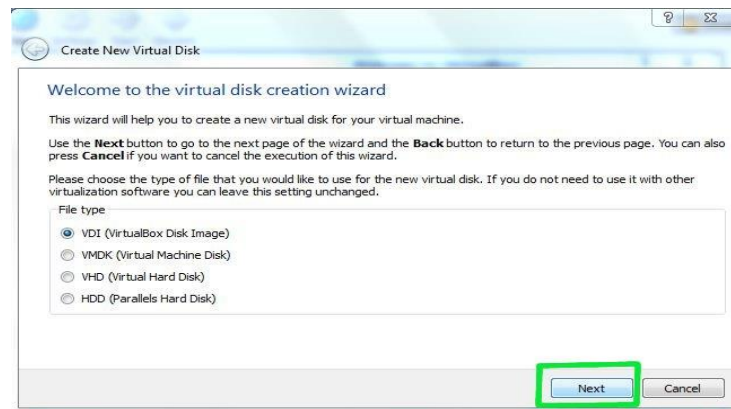 Create New Virtual Disk
Welcome to the virtual disk creation wizard
This wizard will help you to create a new virtual disk for your virtual machine.
Use the Next button to go to the next page of the wizard and the Back button to return to the previous page. You can also
press Cancel if you want to cancel the execution of this wizard.
Please choose the type of file that you would like to use for the new virtual disk. If you do not need to use it with other
virtualization software you can leave this setting unchanged.
File type
VDI (VirtualBox Disk Image)
VMDK (Virtual Machine Disk)
VHD (Virtual Hard Disk)
HDD (Parallels Hard Disk)
Next
Cancel